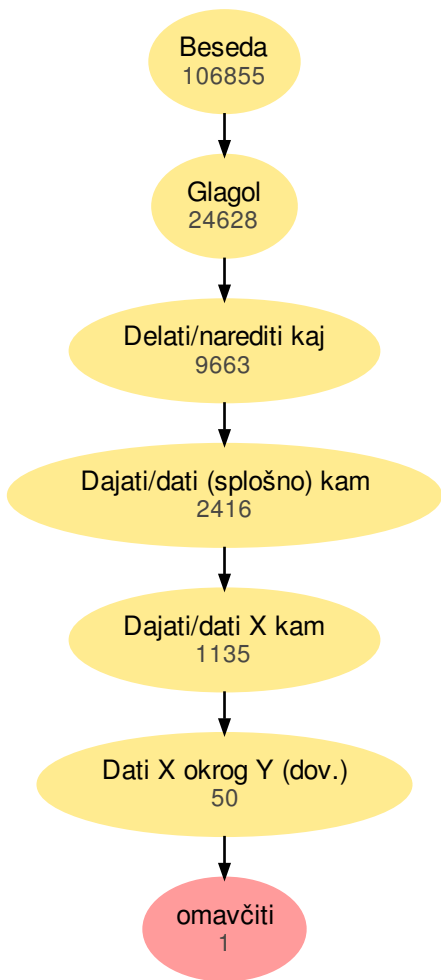 Beseda
106855
Glagol
24628
Delati/narediti kaj
9663
Dajati/dati (splošno) kam
2416
Dajati/dati X kam
1135
Dati X okrog Y (dov.)
50
omavčiti
1